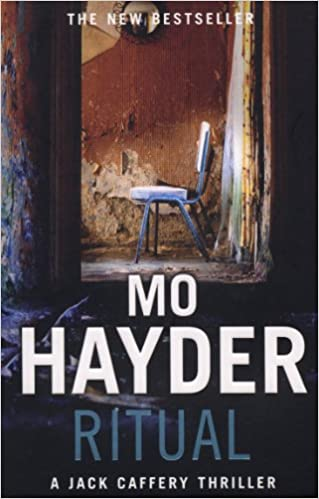 THE NEW BESTSELLER
MO
HAYDER
RITUAL
A JACK CAFFERY THRILLER